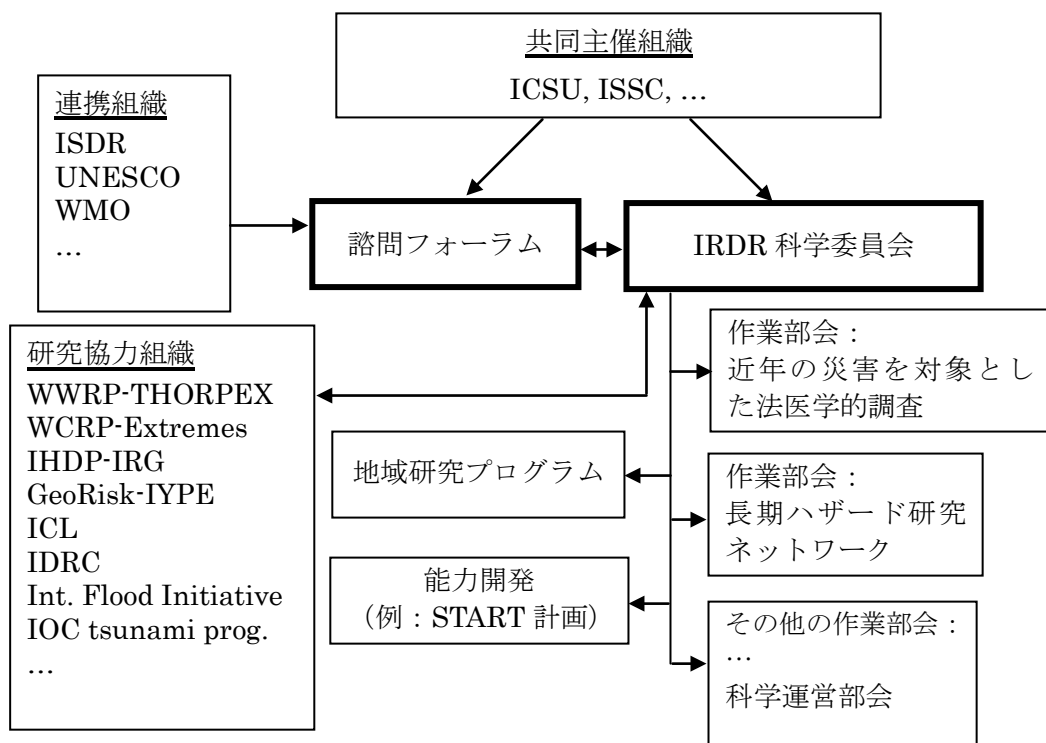 共同主催組織
ICSU, ISSC, …
連携組織
ISDR
UNESCO
WMO
…
諮問フォーラム
IRDR 科学委員会
研究協力組織
WWRP-THORPEX
WCRP-Extremes
IHDP-IRG
GeoRisk-IYPE
ICL
IDRC
Int. Flood Initiative
IOC tsunami prog.
…
作業部会：
近年の災害を対象とし
た法医学的調査
地域研究プログラム
作業部会：
長期ハザード研究
ネットワーク
能力開発
（例：START 計画）
その他の作業部会：
…
科学運営部会